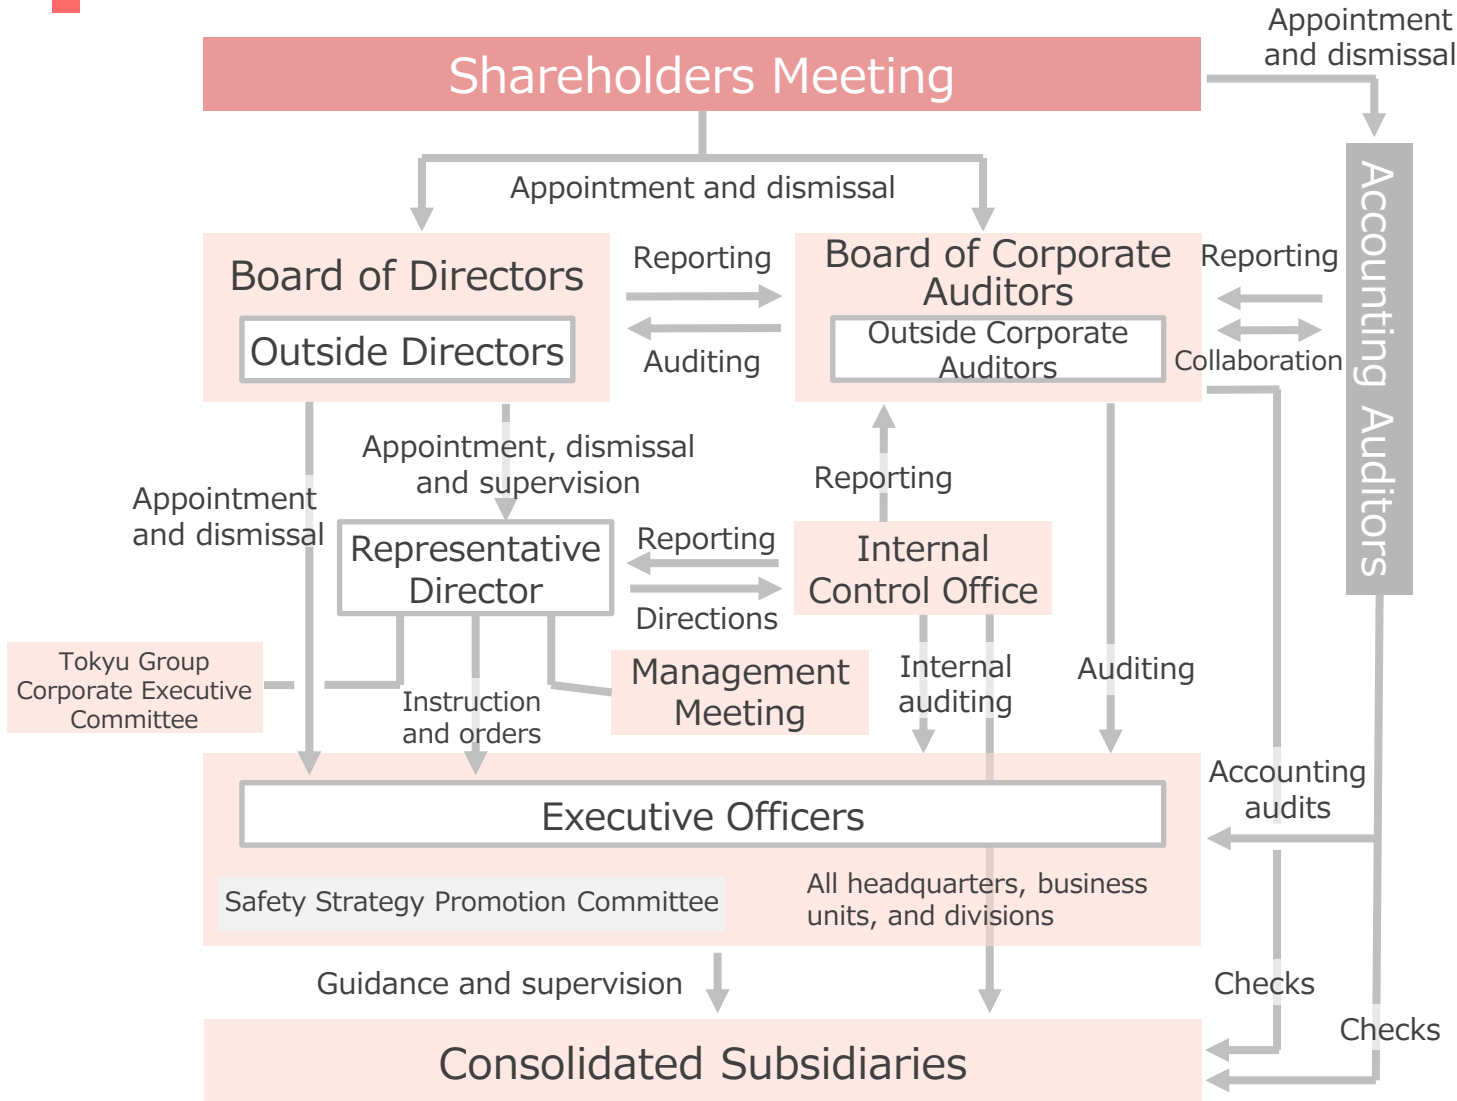 Appointment
and dismissal
Shareholders Meeting
Appointment and dismissal
Accounting Auditors
Board of Directors
Outside Directors
Reporting
Auditing
Board of Corporate
Auditors
Outside Corporate
Auditors
Reporting
Collaboration
Appointment, dismissal
and supervision
Appointment
and dismissal
Reporting
Representative
Director
Reporting
Directions
Internal
Control Office
Tokyu Group
Corporate Executive
Committee
Instruction
and orders
Management
Meeting
Internal
auditing
Auditing
Accounting
audits
Executive Officers
Safety Strategy Promotion Committee
All headquarters, business
units, and divisions
Guidance and supervision
Checks
Checks
Consolidated Subsidiaries